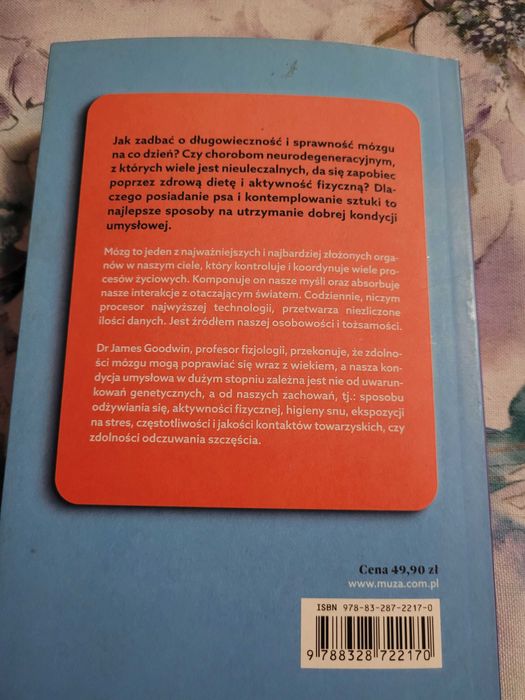 Jak zadbać o długowieczność i sprawność mózgu
na co dzień? Czy chorobom neurodegeneracyjnym,
z których wiele jest nieuleczalnych, da się zapobiec
poprzez zdrową dietę i aktywność fizyczną? Dla-
czego posiadanie psa i kontemplowanie sztuki to
najlepsze sposoby na utrzymanie dobrej kondycji
umysłowej.
Mózg to jeden z najważniejszych i najbardziej złożonych orga-
nów w naszym ciele, który kontroluje i koordynuje wiele pro-
cesów życiowych. Komponuje on nasze myśli oraz absorbuje
nasze interakcje z otaczającym światem. Codziennie, niczym
procesor najwyższej technologii, przetwarza niezliczone
ilości danych. Jest źródłem naszej osobowości i tożsamości.
Dr James Goodwin, profesor fizjologii, przekonuje, że zdolno-
ści mózgu mogą poprawiać się wraz z wiekiem, a nasza kon-
dycja umysłowa w dużym stopniu zależna jest nie od uwarun-
kowań genetycznych, a od naszych zachowań, tj.: sposobu
odżywiania się, aktywności fizycznej, higieny snu, ekspozycji
na stres, częstotliwości i jakości kontaktów towarzyskich, czy
zdolności odczuwania szczęścia.
Cena 49,90 zł
www.muza.com.pl
ISBN 978-83-287-2217-0
9 788328 722170